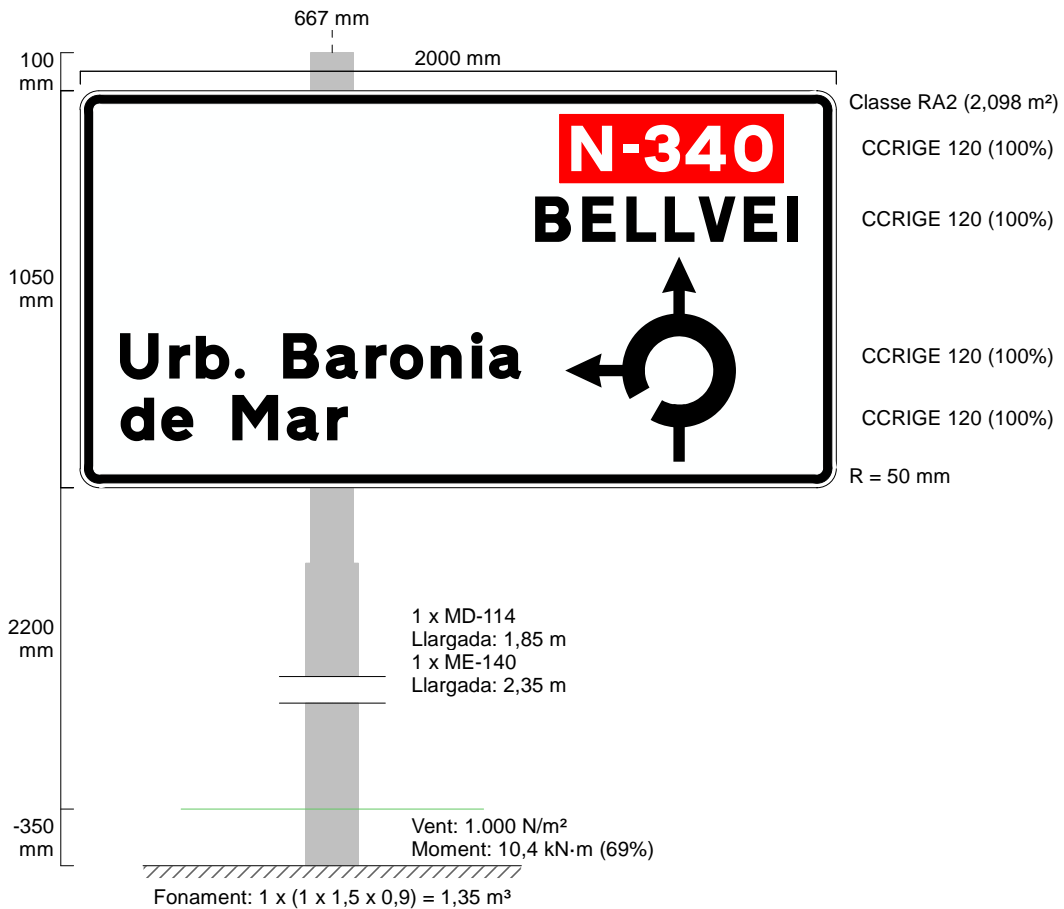 667 mm
100
mm
2000 mm
Classe RA2 (2,098 m²)
N-340
CCRIGE 120 (100%)
BELLVEI
CCRIGE 120 (100%)
1050
mm
Urb. Baronia
de Mar
CCRIGE 120 (100%)
CCRIGE 120 (100%)
R = 50 mm
2200
mm
1 x MD-114
Llargada: 1,85 m
1 x ME-140
Llargada: 2,35 m
-350
mm
Vent: 1.000 N/m²
Moment: 10,4 kN·m (69%)
Fonament: 1 x (1 x 1,5 x 0,9) = 1,35 m³